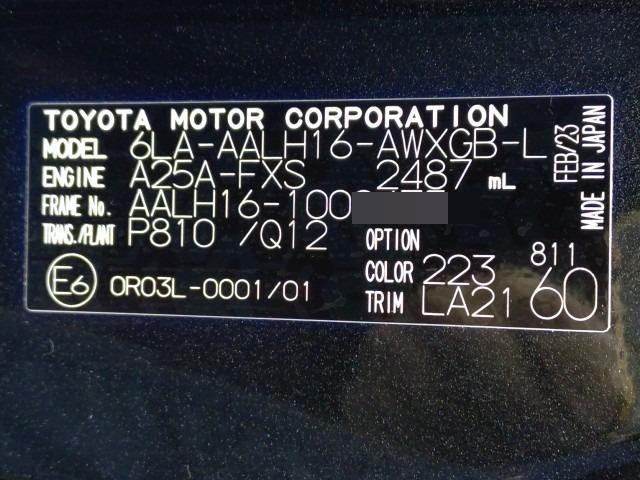 TOYOTA MOTOR CORPORATION
MODEL 6LA-AALH16-AWXGB-L
ENGINE A25A-FXS 2487 mL
FRAME No. AALH16-100
TRANS./PLANT P810 /Q12
OPTION 811
COLOR 223
TRIM LA21 60
E6 0R03L-0001/01
FEB/23
MADE IN JAPAN